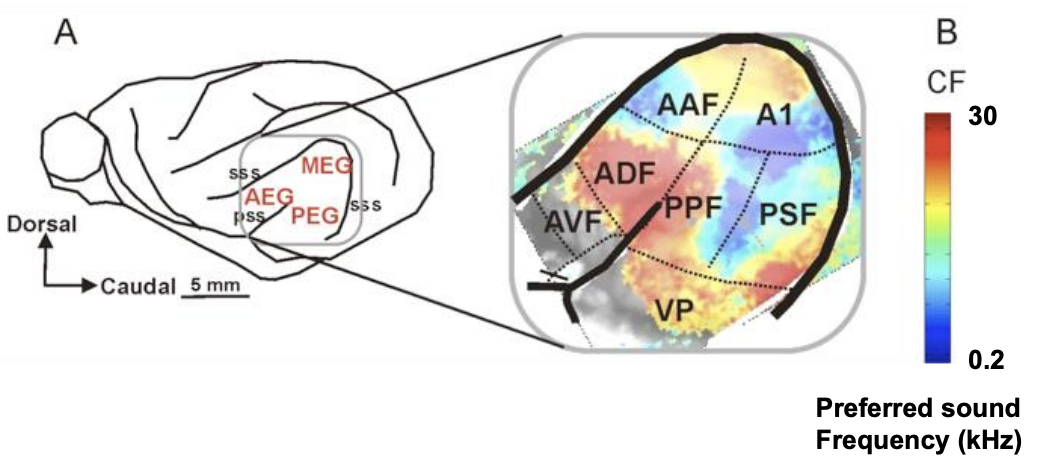 A
B
CF
30
0.2
Preferred sound
Frequency (kHz)
MEG
sss
AEG
pss
PEG
sss
Dorsal
Caudal
5 mm
AAF
A1
ADF
PPF
PSF
AVF
VP